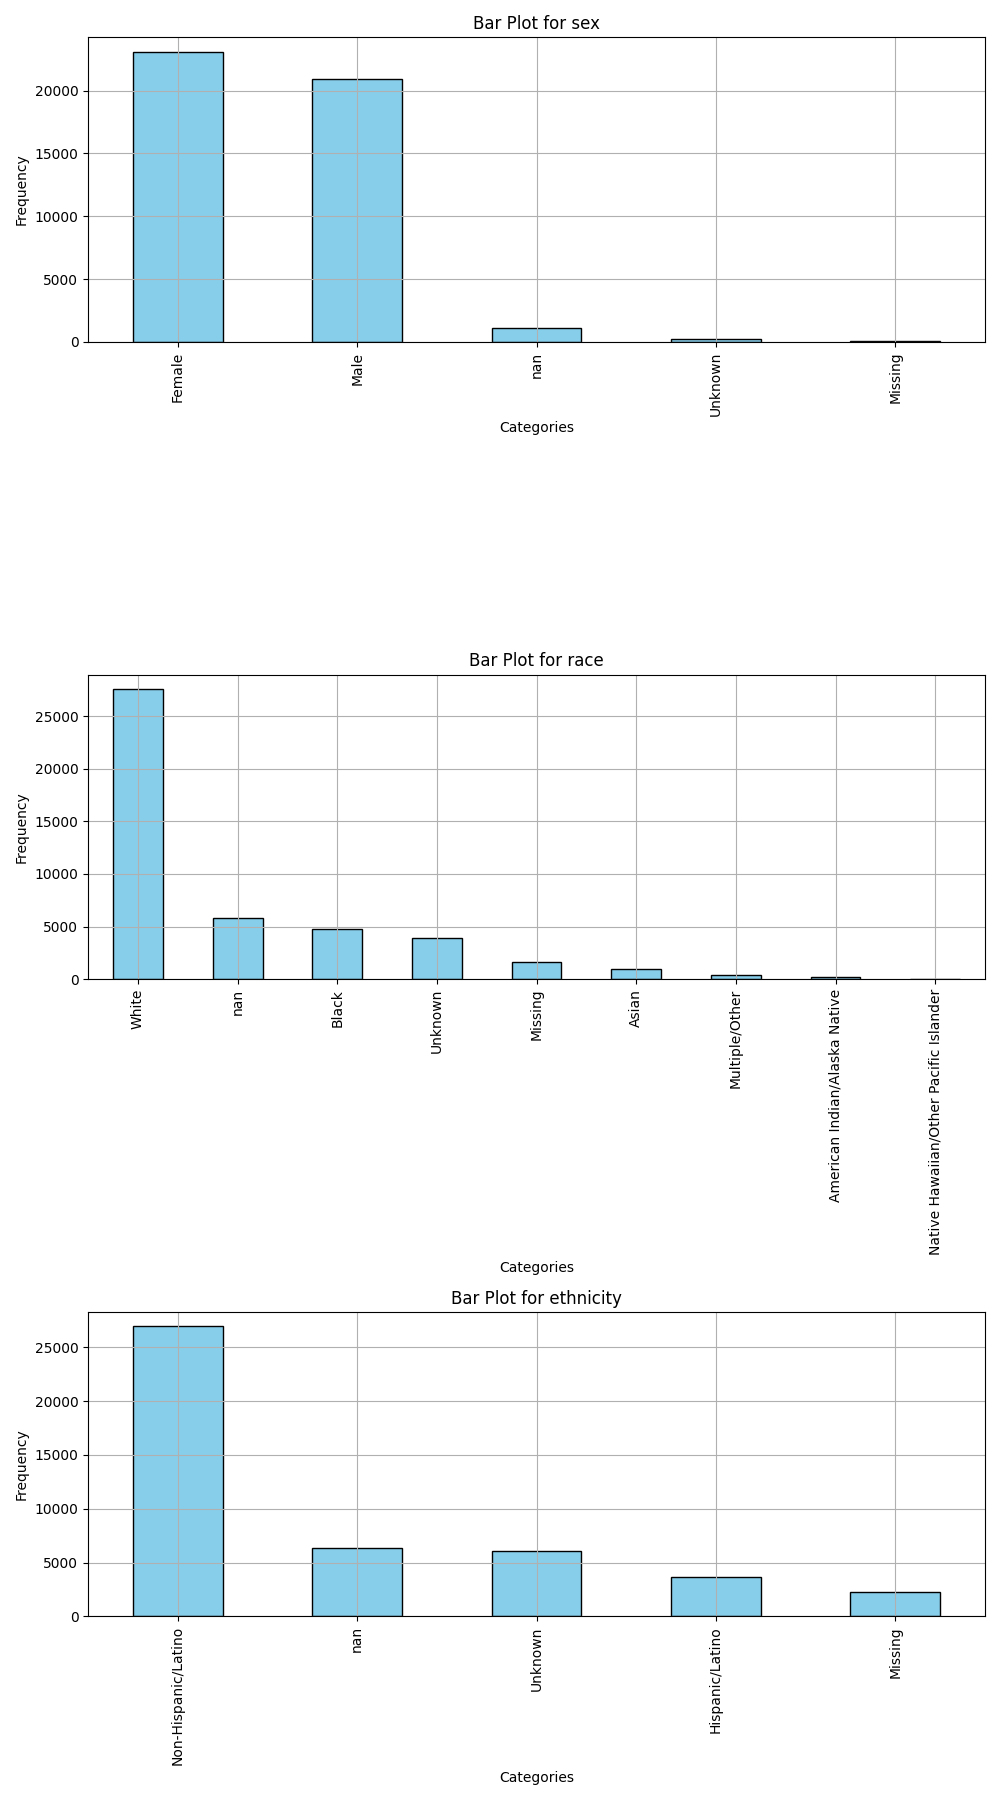 Bar Plot for sex
Frequency
20000
15000
10000
5000
0
Female
Male
nan
Unknown
Missing
Categories
Bar Plot for race
Frequency
25000
20000
15000
10000
5000
0
White
nan
Black
Unknown
Missing
Asian
Multiple/Other
American Indian/Alaska Native
Native Hawaiian/Other Pacific Islander
Categories
Bar Plot for ethnicity
Frequency
25000
20000
15000
10000
5000
0
Non-Hispanic/Latino
nan
Unknown
Hispanic/Latino
Missing
Categories